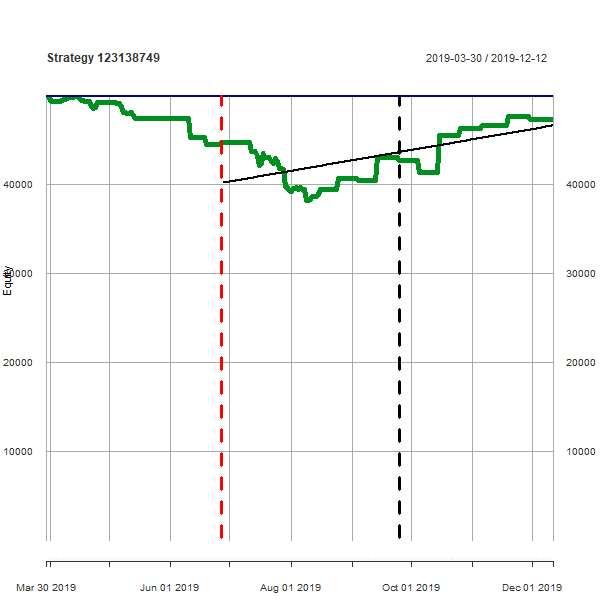 Strategy 123138749
2019-03-30 / 2019-12-12
40000
40000
30000
30000
Equity
20000
20000
10000
10000
Mar 30 2019
Jun 01 2019
Aug 01 2019
Oct 01 2019
Dec 01 2019